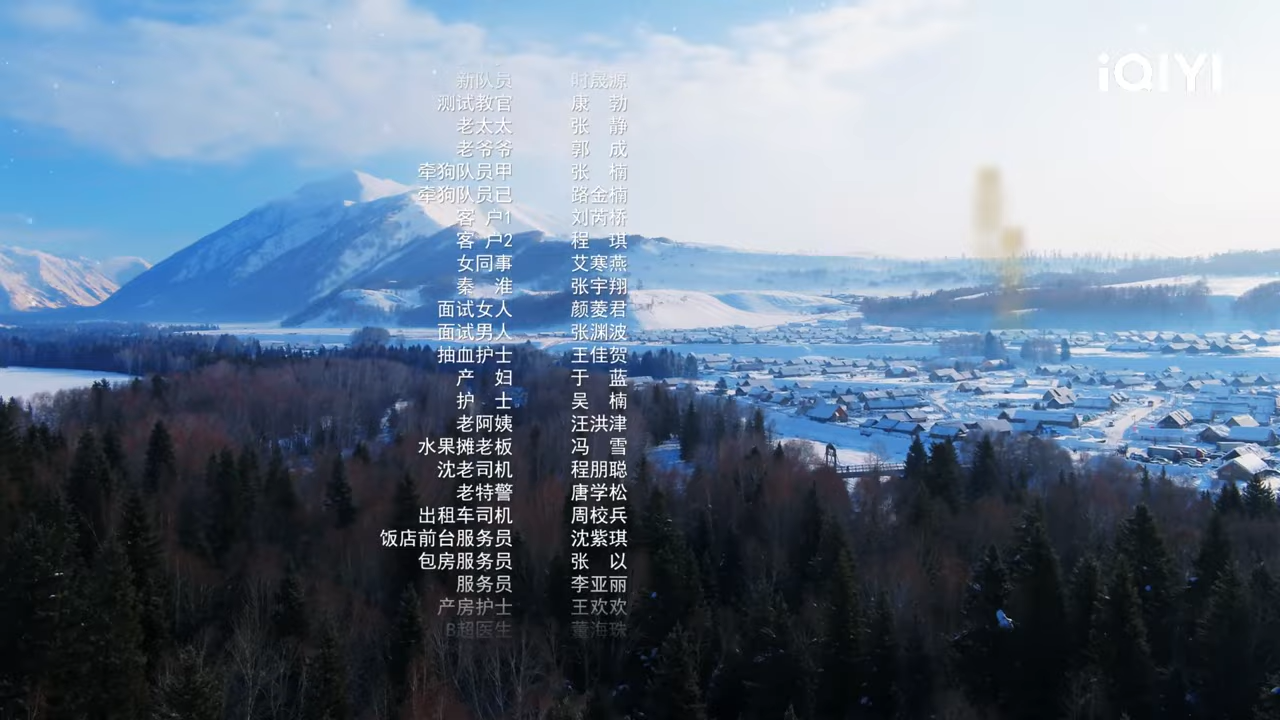 iQIYI
新队员 时晟源
测试教官 康 勃
老太太 张 静
老爷爷 郭 成
牵狗队员甲 张 楠
牵狗队员已 路金楠
客 户1 刘芮桥
客 户2 程 琪
女同事 艾寒燕
秦 淮 张宇翔
面试女人 颜菱君
面试男人 张渊波
抽血护士 王佳贺
产 妇 于 蓝
护 士 吴 楠
老阿姨 汪洪津
水果摊老板 冯 雪
沈老司机 程朋聪
老特警 唐学松
出租车司机 周校兵
饭店前台服务员 沈紫琪
包房服务员 张 以
服务员 李亚丽
产房护士 王欢欢
B超医生 董海珠